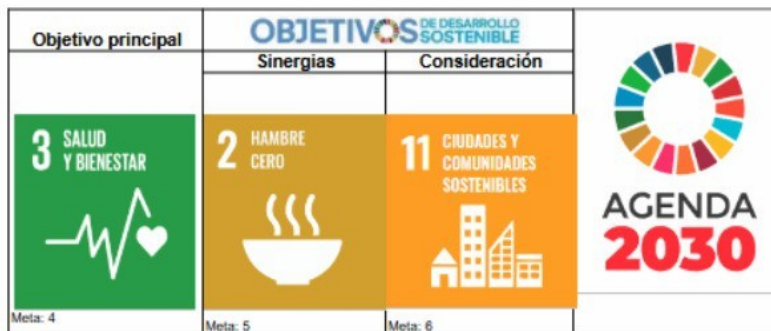 Objetivo principal
OBJETIVOS DE DESARROLLO SOSTENIBLE
Sinergias
Consideración
3 SALUD
Y BIENESTAR
2 HAMBRE
CERO
11 CIUDADES Y
COMUNIDADES
SOSTENIBLES
AGENDA
2030
Meta: 4
Meta: 5
Meta: 6